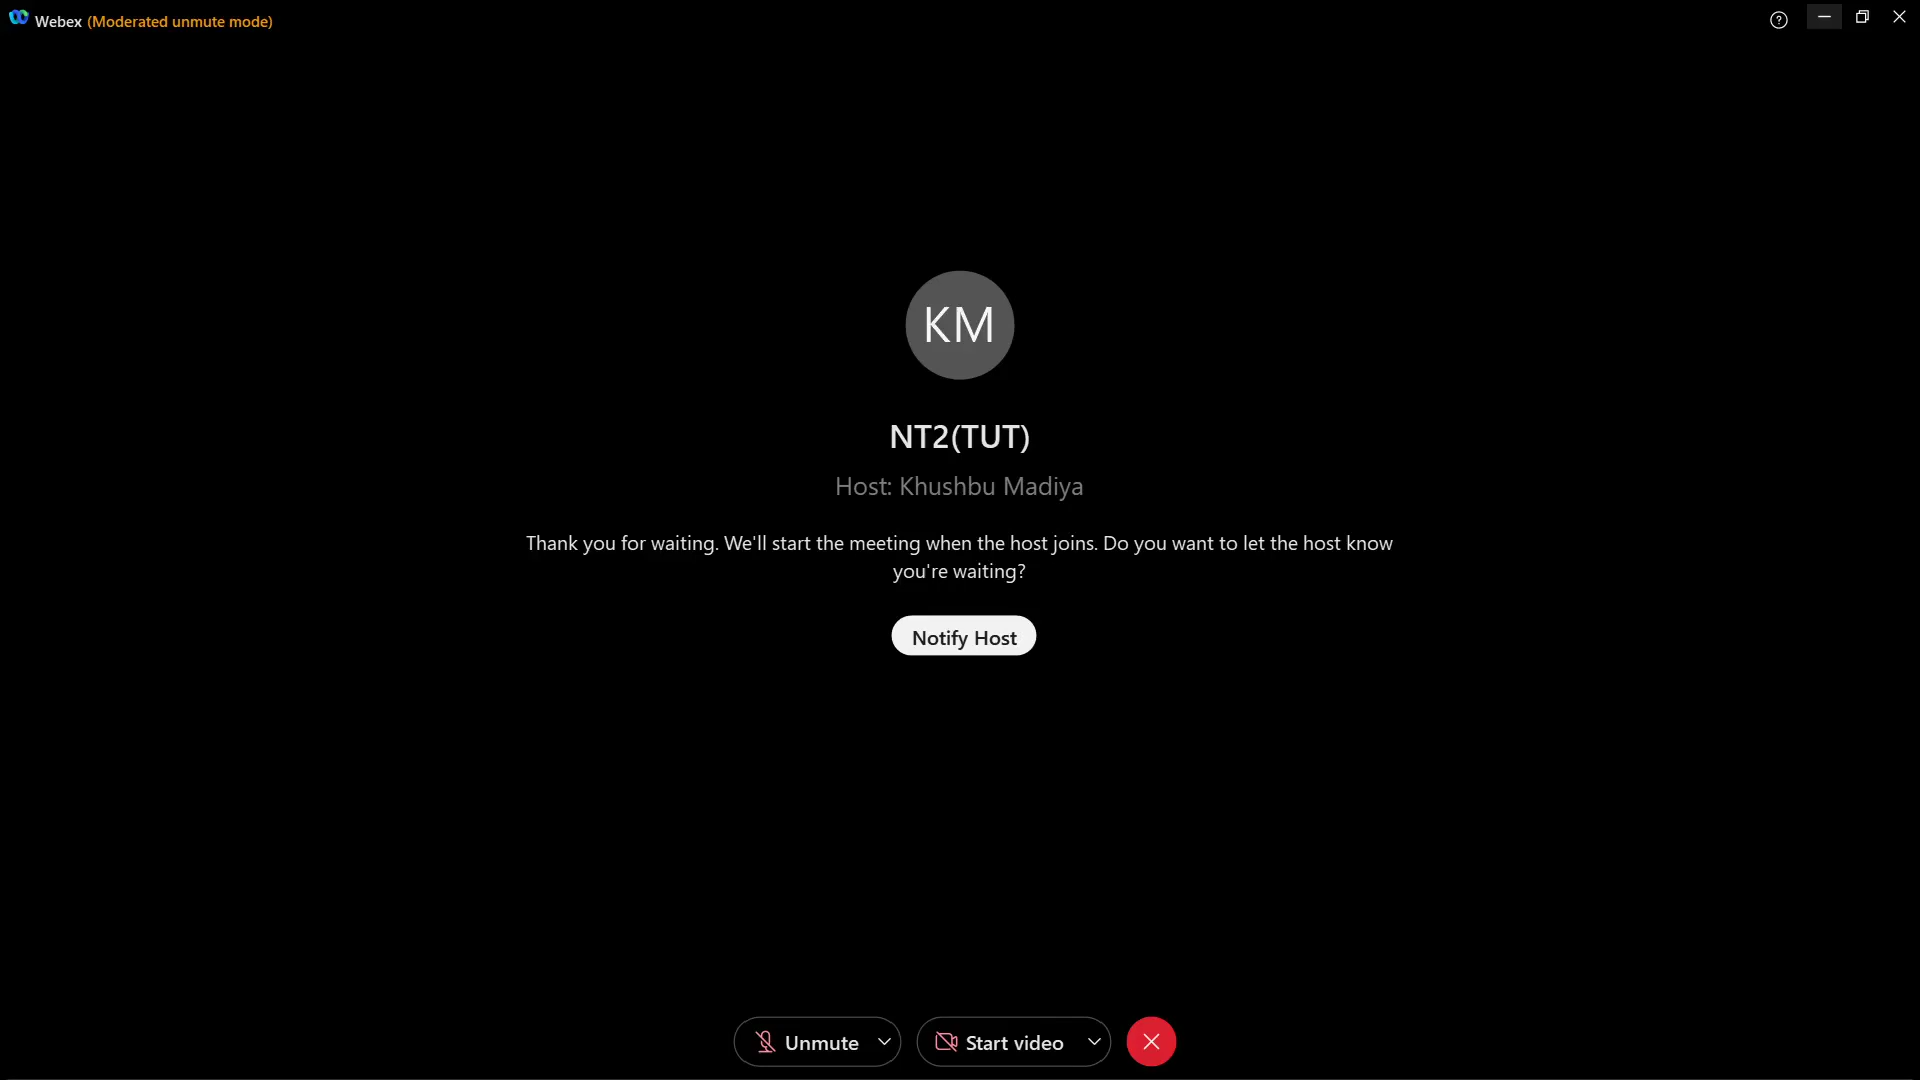 Webex (Moderated unmute mode)
KM
NT2(TUT)
Host: Khushbu Madiya
Thank you for waiting. We'll start the meeting when the host joins. Do you want to let the host know
you're waiting?
Notify Host
Unmute
Start video